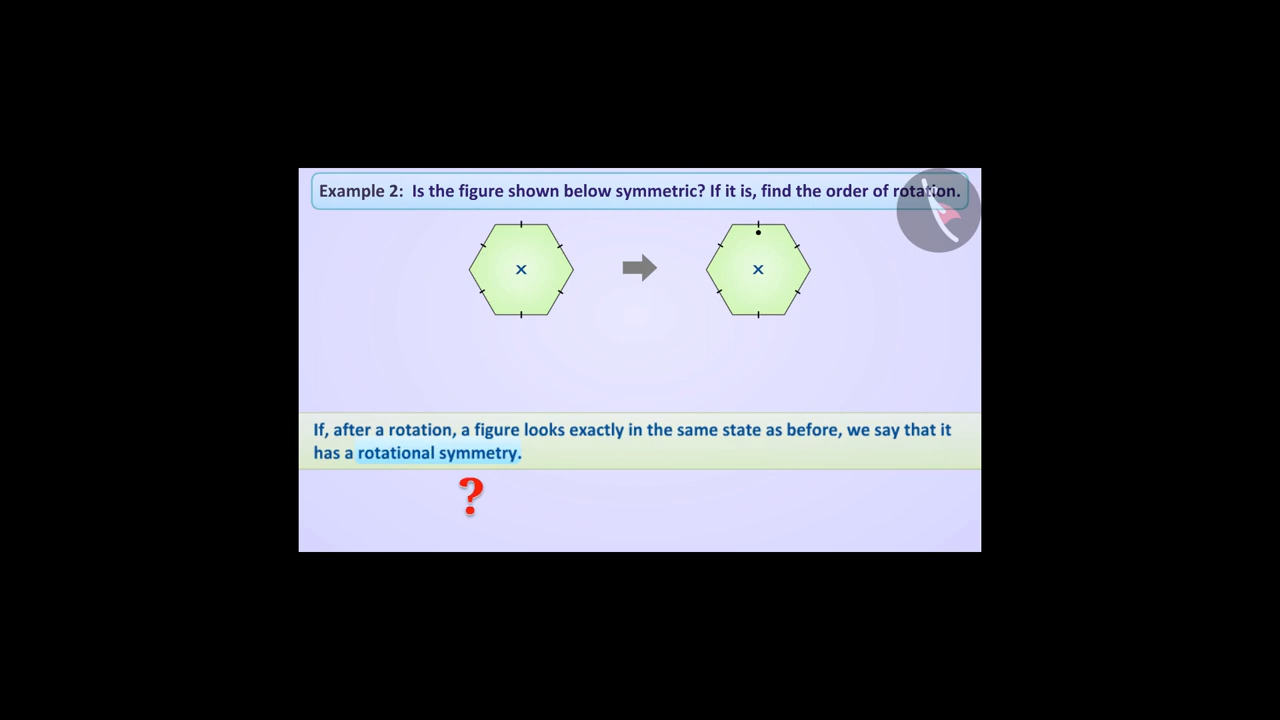 Example 2: Is the figure shown below symmetric? If it is, find the order of rotation.
If, after a rotation, a figure looks exactly in the same state as before, we say that it
has a rotational symmetry.
?